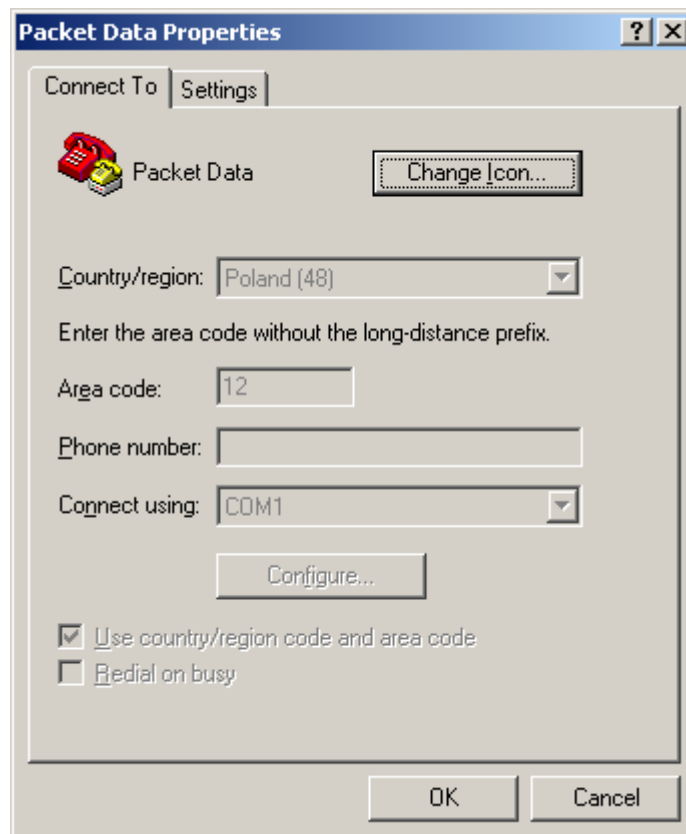 Packet Data Properties
Connect To Settings
Packet Data Change Icon...
Country/region: Poland (48)
Enter the area code without the long-distance prefix.
Area code: 12
Phone number:
Connect using: COM1
Configure...
Use country/region code and area code
Redial on busy
OK Cancel